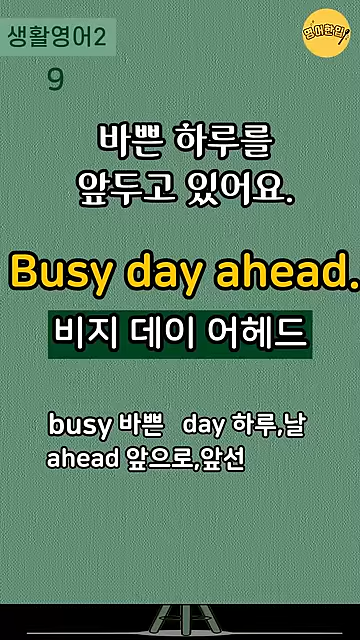 생활영어2
영어한입
9
바쁜 하루를
앞두고 있어요.
Busy day ahead.
비지 데이 어헤드
busy 바쁜 day 하루,날
ahead 앞으로,앞선